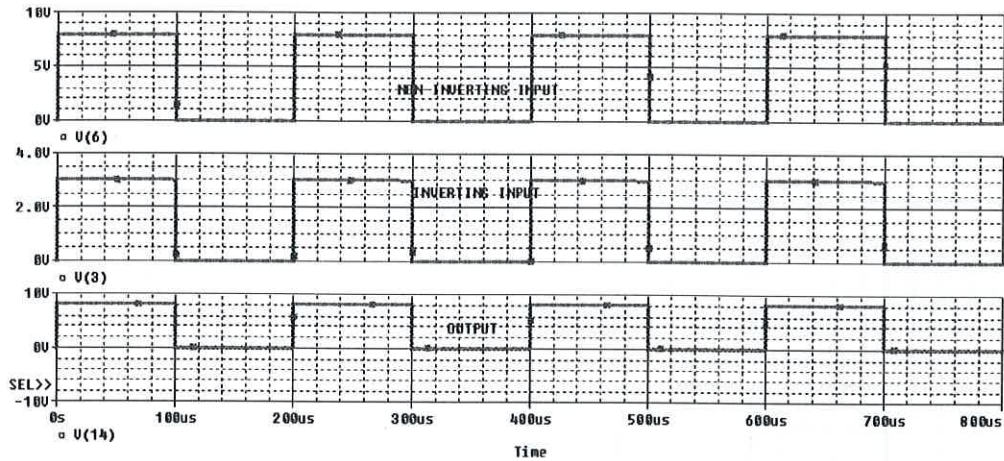 10V
5V
0V
NON-INVERTING INPUT
V(6)
4.0V
2.0V
0V
INVERTING INPUT
V(3)
10V
0V
SEL>>
-10V
OUTPUT
0s 100us 200us 300us 400us 500us 600us 700us 800us
V(14)
Time